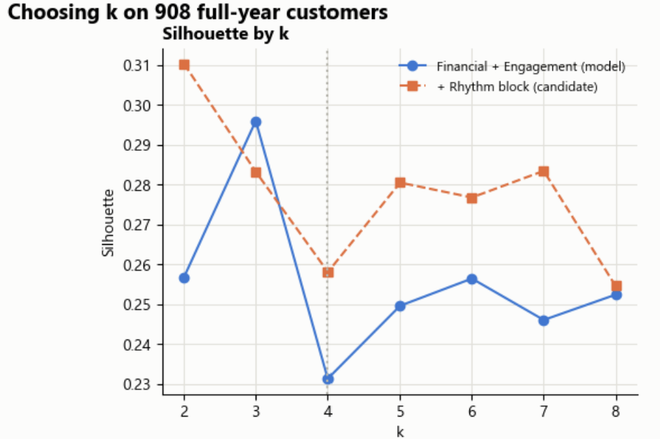 Choosing k on 908 full-year customers
Silhouette by k
Financial + Engagement (model)
+ Rhythm block (candidate)
Silhouette
0.31
0.30
0.29
0.28
0.27
0.26
0.25
0.24
0.23
2 3 4 5 6 7 8
k